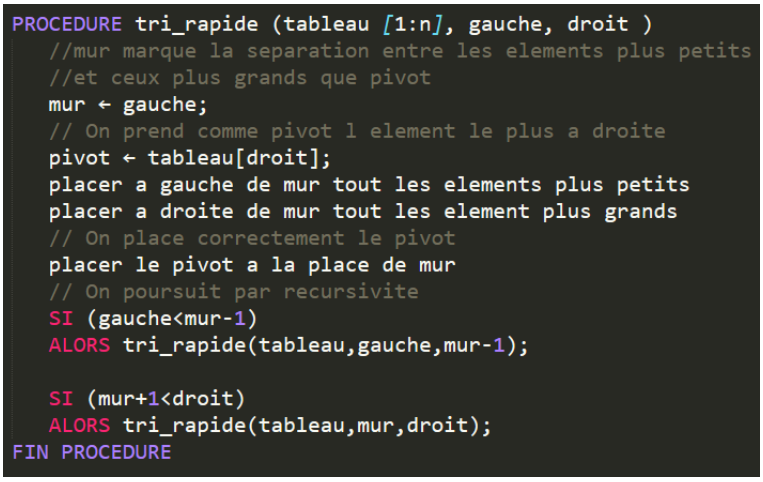 PROCEDURE tri_rapide (tableau [1:n], gauche, droit )
//mur marque la separation entre les elements plus petits
//et ceux plus grands que pivot
mur ← gauche;
// On prend comme pivot l element le plus a droite
pivot ← tableau[droit];
placer a gauche de mur tout les elements plus petits
placer a droite de mur tout les element plus grands
// On place correctement le pivot
placer le pivot a la place de mur
// On poursuit par recursivite
SI (gauche<mur-1)
ALORS tri_rapide(tableau,gauche,mur-1);
SI (mur+1<droit)
ALORS tri_rapide(tableau,mur,droit);
FIN PROCEDURE